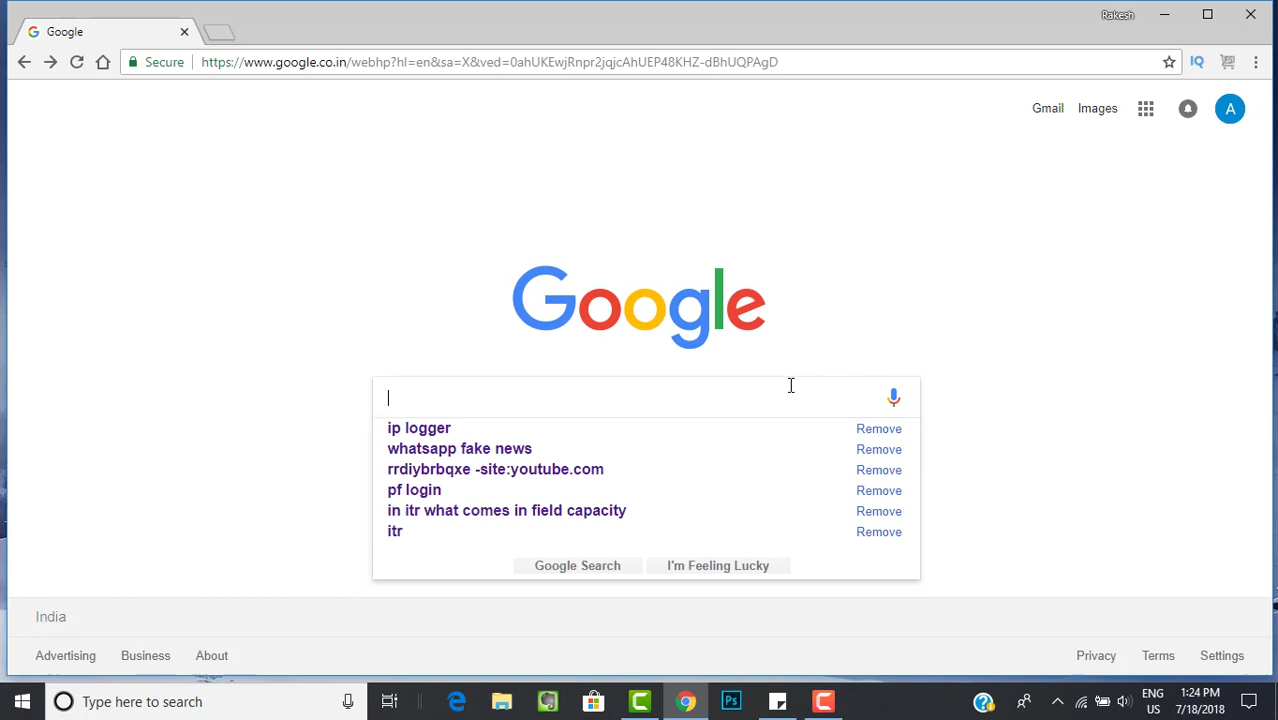 Google
Rakesh
Secure
https://www.google.co.in/webhp?hl=en&sa=X&ved=0ahUKEwjRnpr2jqjcAhUEP48KHZ-dBhUQPAgD
IQ
Gmail Images
A
Google
ip logger Remove
whatsapp fake news Remove
rrdiybrbqxe -site:youtube.com Remove
pf login Remove
in itr what comes in field capacity Remove
itr Remove
Google Search I'm Feeling Lucky
India
Advertising Business About Privacy Terms Settings
Type here to search
Ps
ENG
US
1:24 PM
7/18/2018